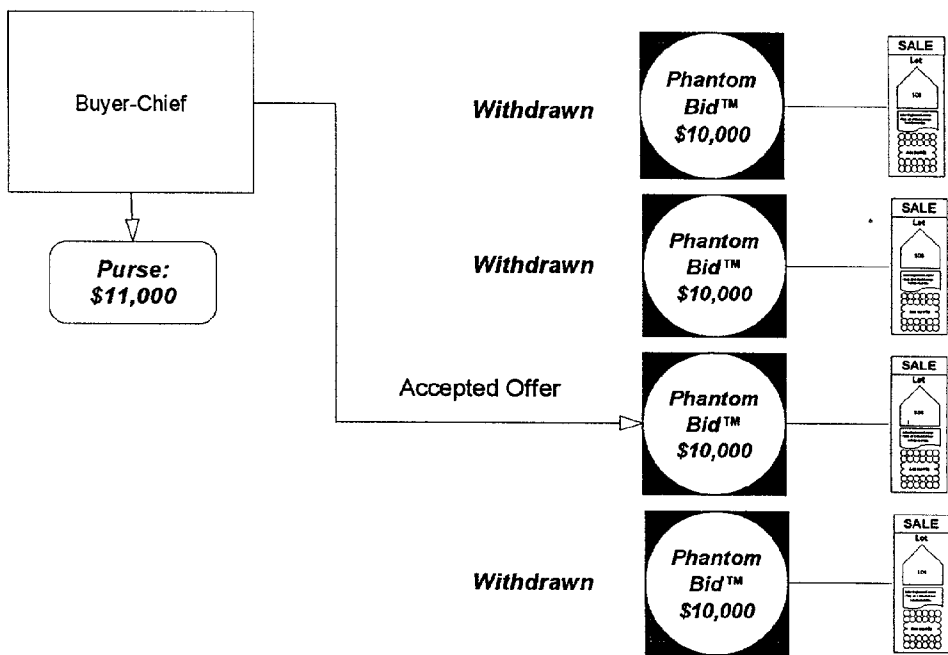 Buyer-Chief
Purse:
$11,000
Withdrawn
Phantom
Bid™
$10,000
SALE
Lot
Withdrawn
Phantom
Bid™
$10,000
SALE
Lot
Accepted Offer
Phantom
Bid™
$10,000
SALE
Lot
Withdrawn
Phantom
Bid™
$10,000
SALE
Lot